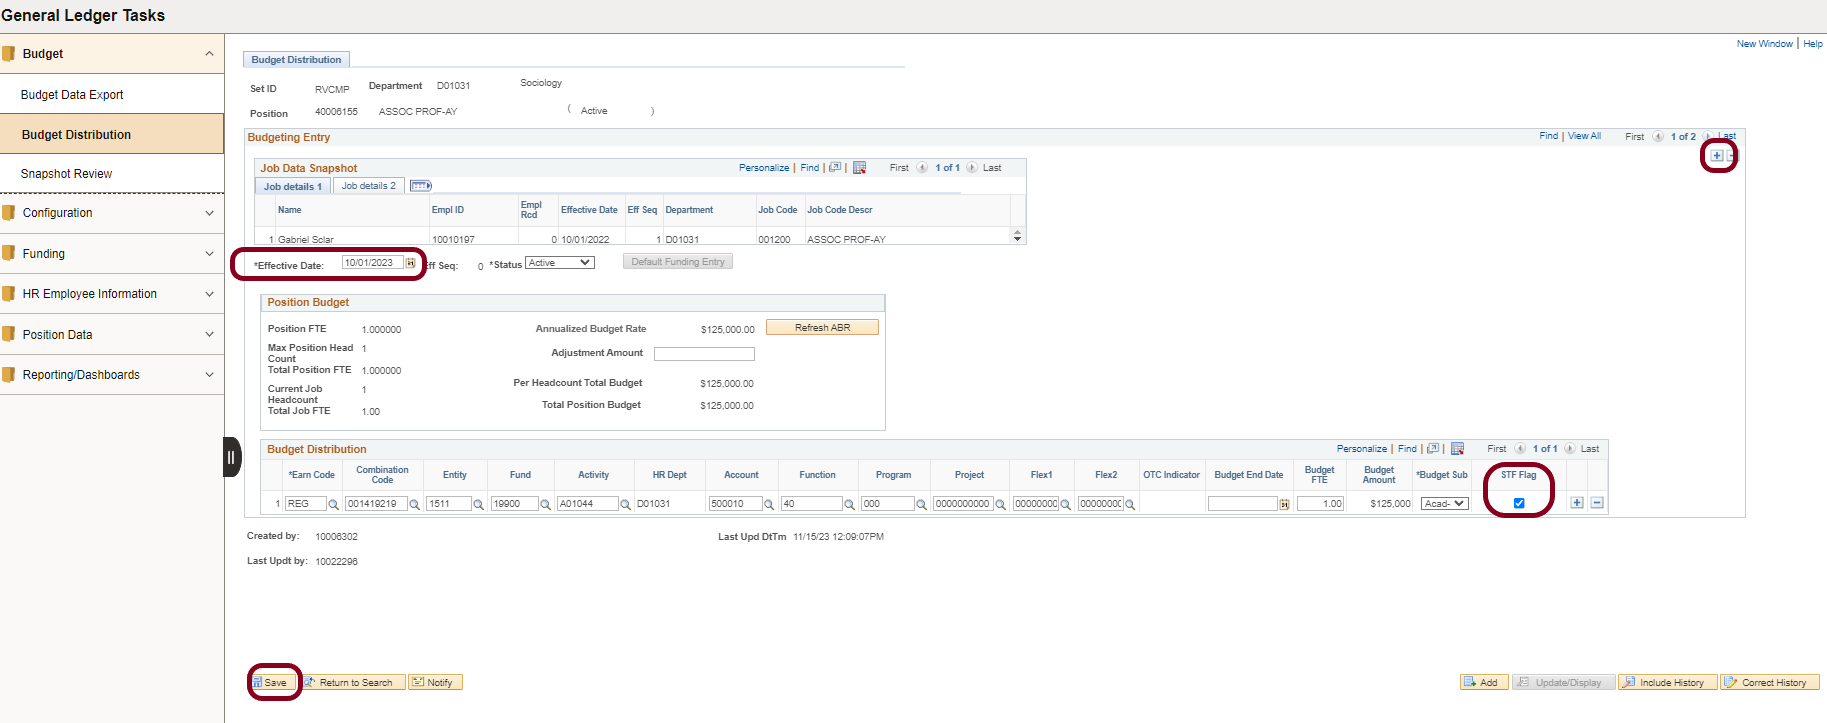 General Ledger Tasks
Budget
Budget Data Export
Budget Distribution
Snapshot Review
Configuration
Funding
HR Employee Information
Position Data
Reporting/Dashboards
New Window | Help
Budget Distribution
Set ID RVCMP Department D01031 Sociology
Position 40006155 ASSOC PROF-AY ( Active )
Budgeting Entry Find | View All First 1 of 2 Last
Job Data Snapshot Personalize | Find | | First 1 of 1 Last
Job details 1 Job details 2
Name Empl ID Empl Rcd Effective Date Eff Seq Department Job Code Job Code Descr
1 Gabriel Sclar 10010197 0 10/01/2022 1 D01031 001200 ASSOC PROF-AY
*Effective Date: 10/01/2023 Eff Seq: 0 *Status Active Default Funding Entry
Position Budget
Position FTE 1.000000 Annualized Budget Rate $125,000.00 Refresh ABR
Max Position Head Count 1 Adjustment Amount
Total Position FTE 1.000000
Current Job Headcount 1 Per Headcount Total Budget $125,000.00
Total Job FTE 1.00 Total Position Budget $125,000.00
Budget Distribution Personalize | Find | | First 1 of 1 Last
*Earn Code Combination Code Entity Fund Activity HR Dept Account Function Program Project Flex1 Flex2 OTC Indicator Budget End Date Budget FTE Budget Amount *Budget Sub STF Flag
1 REG 001419219 1511 19900 A01044 D01031 500010 40 000 0000000000 00000000 00000000 1.00 $125,000 Acad-
Created by: 10006302 Last Upd DtTm 11/15/23 12:09:07PM
Last Updt by: 10022296
Save Return to Search Notify Add Update/Display Include History Correct History